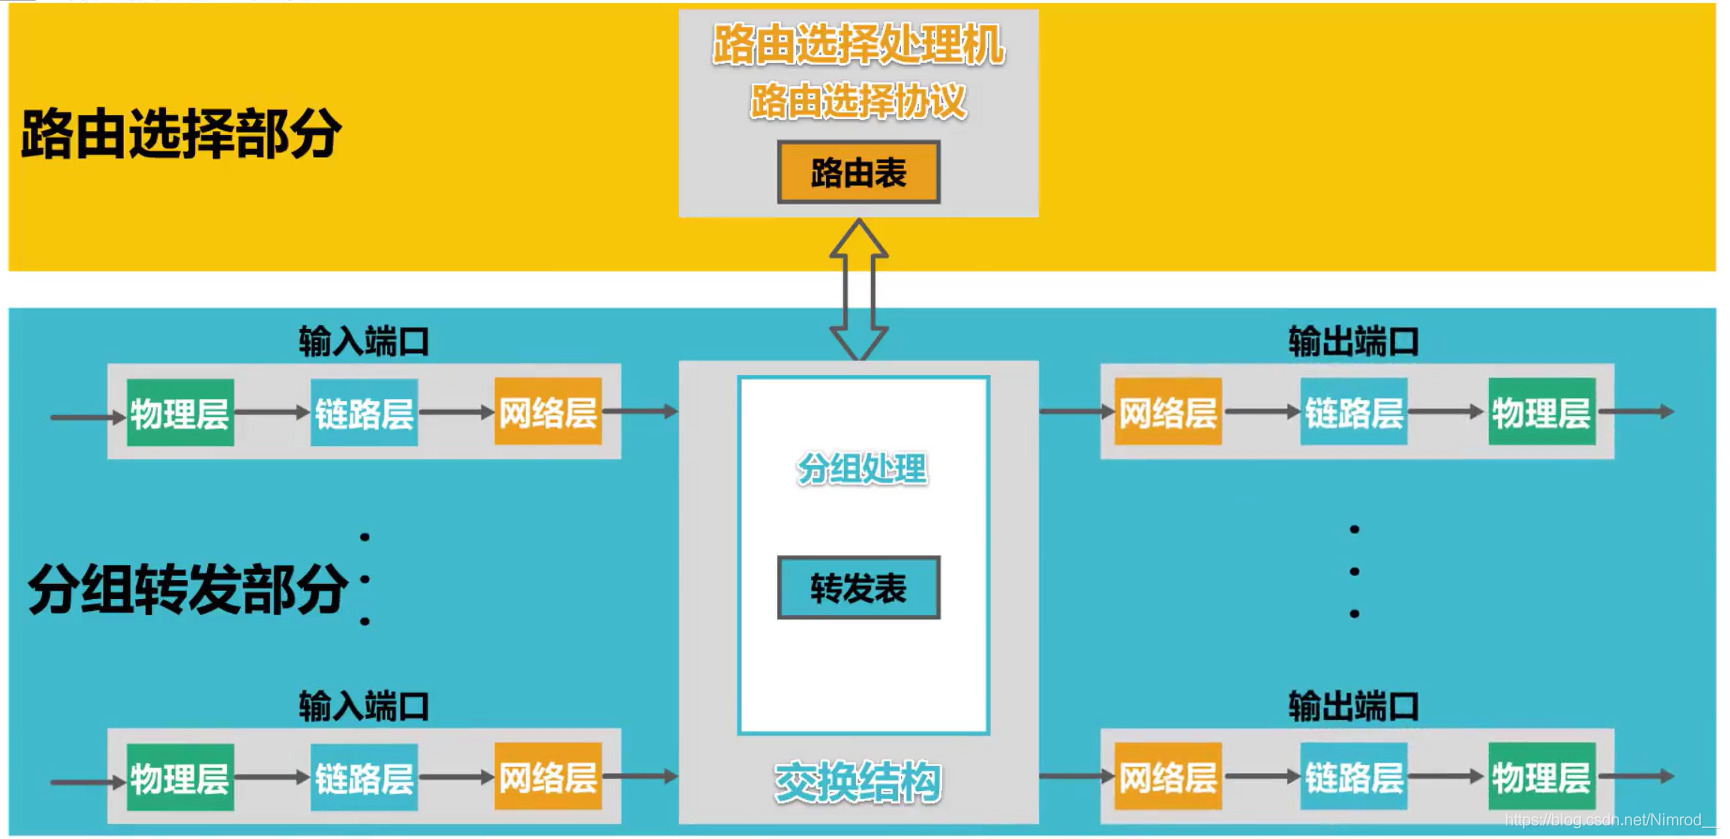 路由选择处理机
路由选择协议
路由选择部分
路由表
输入端口
输出端口
物理层
链路层
网络层
网络层
链路层
物理层
分组处理
分组转发部分
转发表
输入端口
输出端口
物理层
链路层
网络层
交换结构
网络层
链路层
物理层
https://blog.csdn.net/Nimrod__